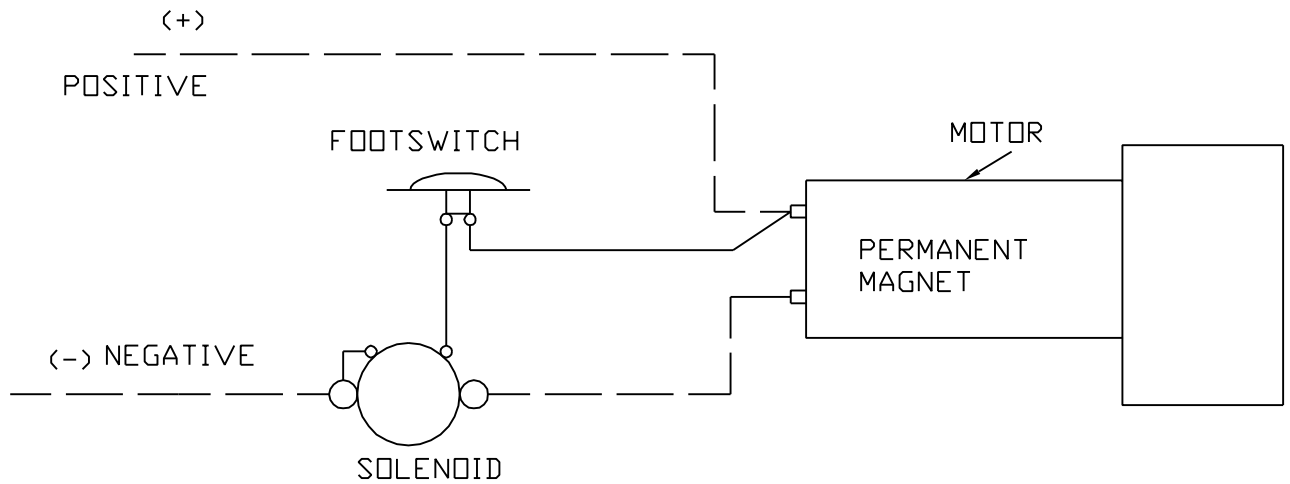 (+)
POSITIVE
FOOTSWITCH
MOTOR
PERMANENT
MAGNET
(-) NEGATIVE
SOLENOID